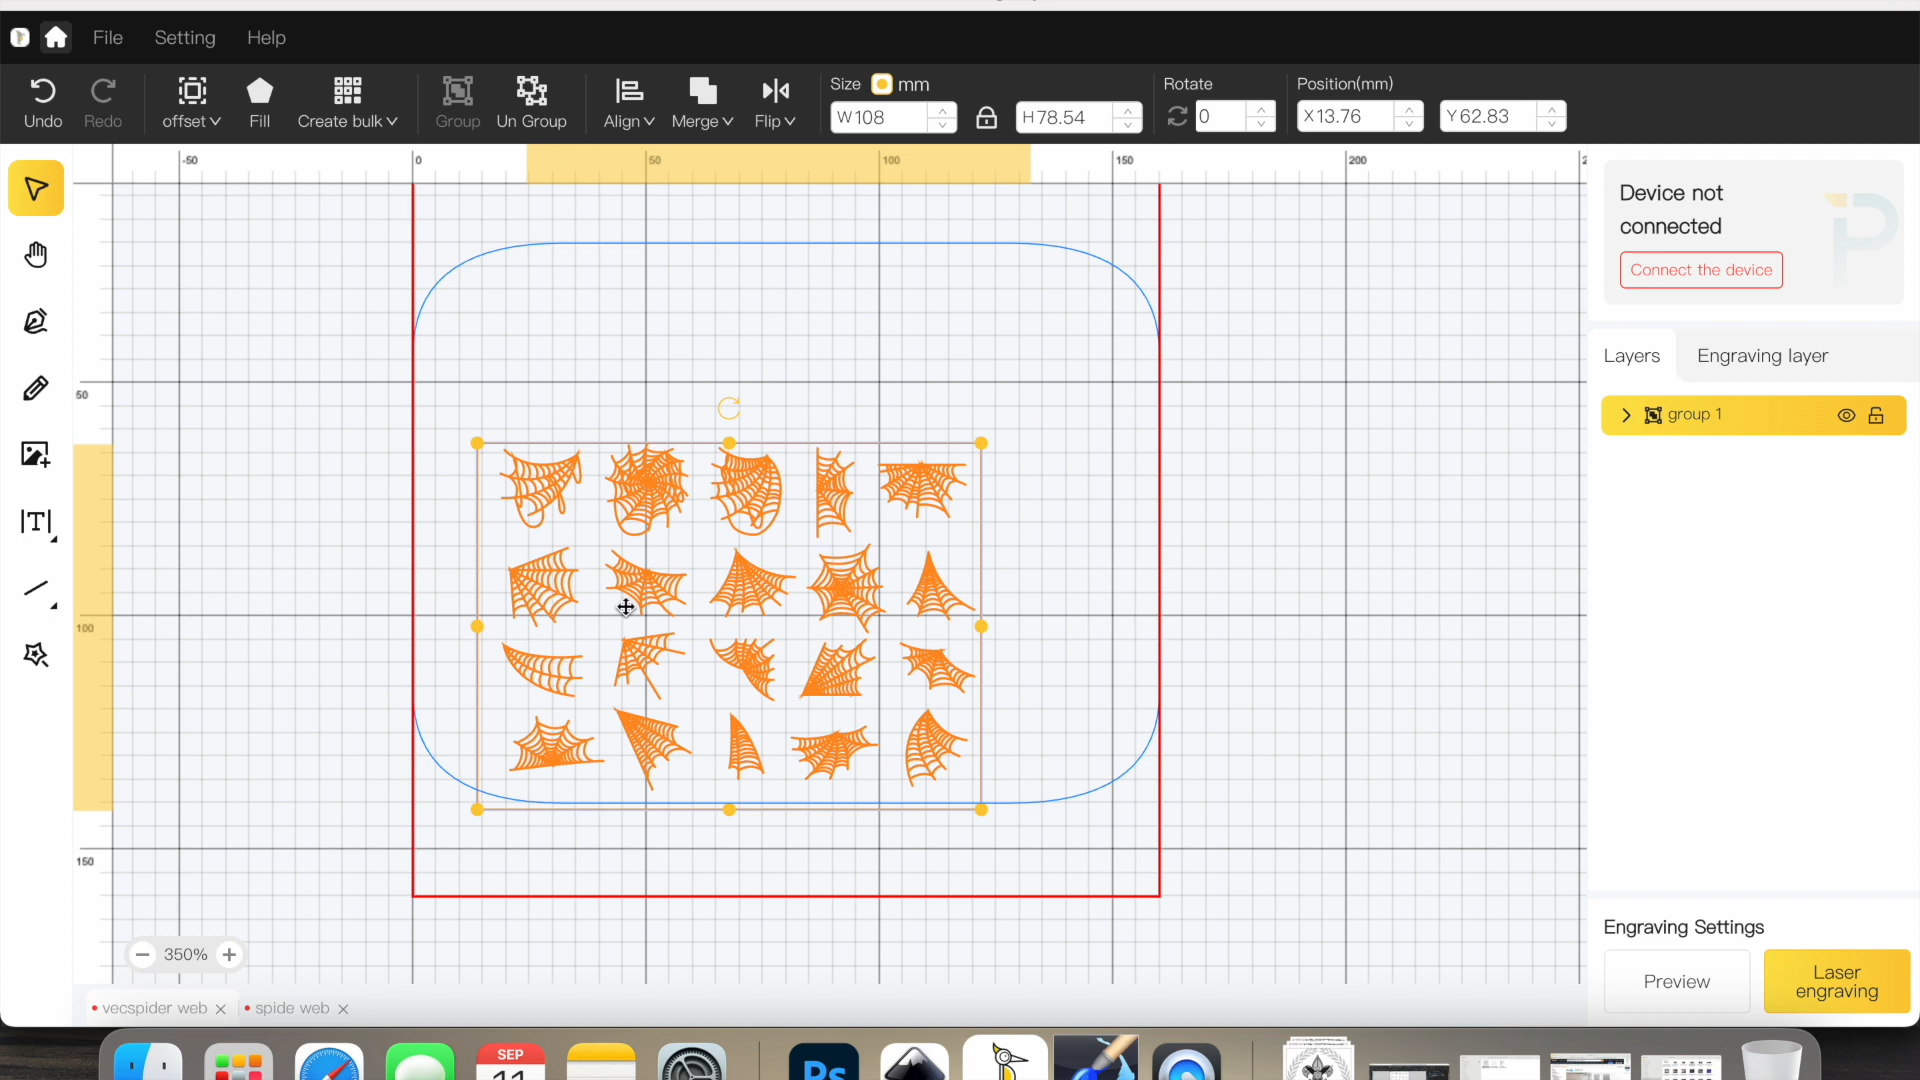 File Setting Help
Undo Redo offset Fill Create bulk Group Un Group Align Merge Flip
Size mm Rotate Position(mm)
W108 H78.54 0 X13.76 Y62.83
-50 0 50 100 150 200 2
50
100
150
Device not
connected
Connect the device
Layers Engraving layer
group 1
Engraving Settings
Preview
Laser
engraving
350%
vecspider web spide web
SEP
11
Ps